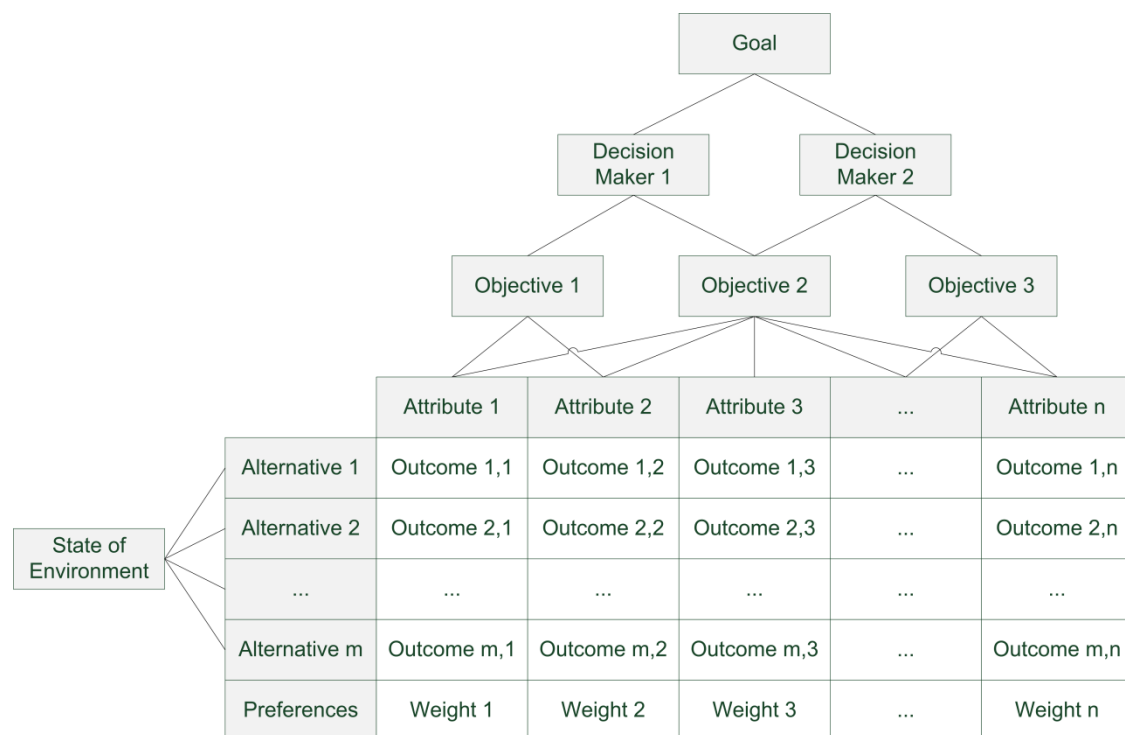 Goal
Decision
Maker 1
Decision
Maker 2
Objective 1
Objective 2
Objective 3
Attribute 1 Attribute 2 Attribute 3 ... Attribute n
Alternative 1 Outcome 1,1 Outcome 1,2 Outcome 1,3 ... Outcome 1,n
Alternative 2 Outcome 2,1 Outcome 2,2 Outcome 2,3 ... Outcome 2,n
State of
Environment
... ... ... ... ... ...
Alternative m Outcome m,1 Outcome m,2 Outcome m,3 ... Outcome m,n
Preferences Weight 1 Weight 2 Weight 3 ... Weight n